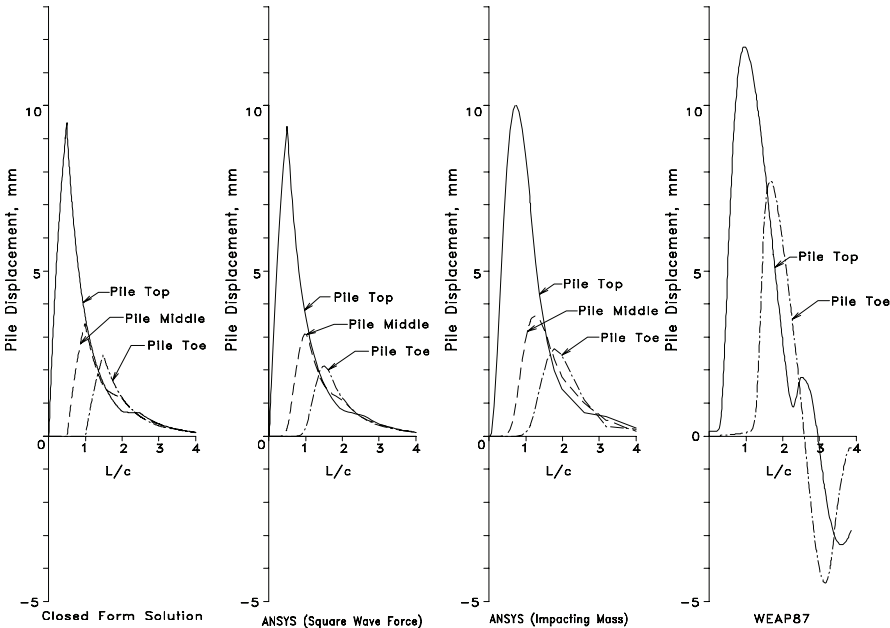 10
5
0
−5
Pile Displacement, mm
Pile Top
Pile Middle
Pile Toe
1
2
3
4
L/c
Closed Form Solution
10
5
0
Pile Displacement, mm
Pile Top
Pile Middle
Pile Toe
1
2
3
4
L/c
−5
ANSYS (Square Wave Force)
10
5
0
Pile Displacement, mm
Pile Top
Pile Middle
Pile Toe
1
2
3
4
L/c
−5
ANSYS (Impacting Mass)
10
5
0
Pile Displacement, mm
Pile Top
Pile Toe
1
2
3
4
L/c
−5
WEAP87